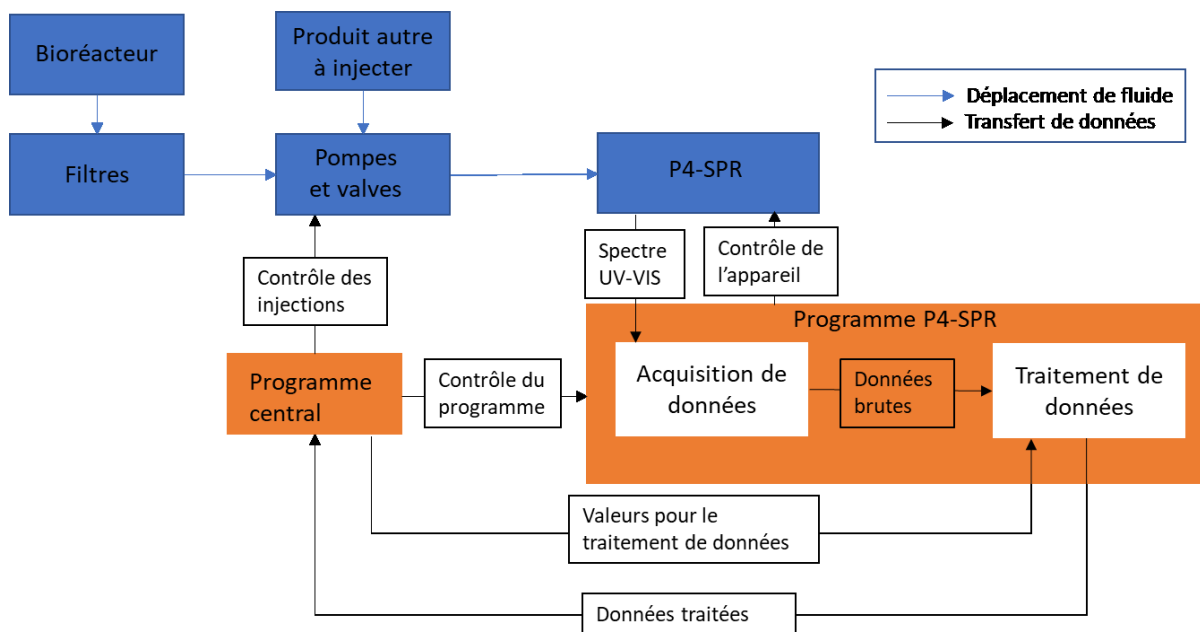 Bioréacteur
Produit autre
à injecter
Déplacement de fluide
Transfert de données
Filtres
Pompes
et valves
P4-SPR
Spectre
UV-VIS
Contrôle de
l’appareil
Contrôle des
injections
Programme P4-SPR
Programme
central
Contrôle du
programme
Acquisition de
données
Données
brutes
Traitement de
données
Valeurs pour le
traitement de données
Données traitées